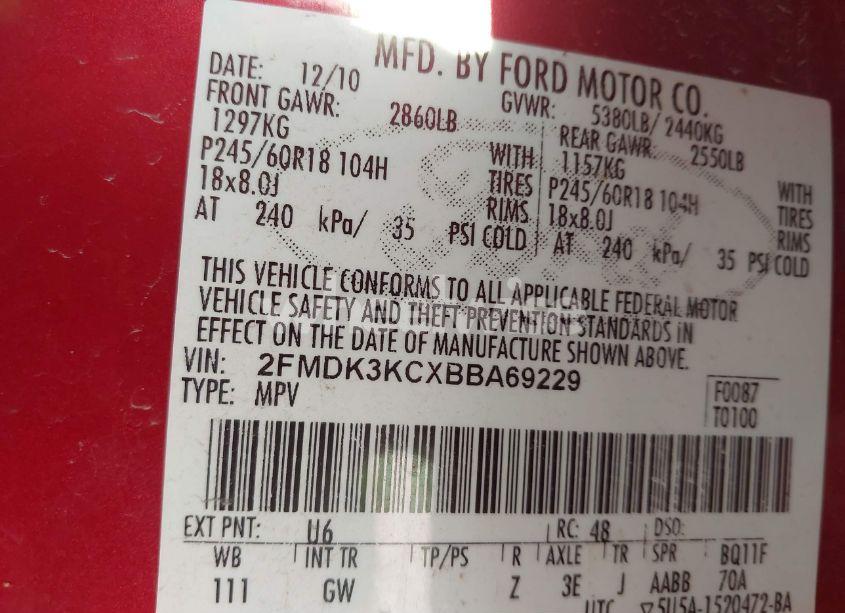 MFD. BY FORD MOTOR CO.
DATE: 12/10 GVWR: 5380LB/ 2440KG
FRONT GAWR: 2860LB REAR GAWR: 2550LB
1297KG WITH 1157KG WITH
P245/60R18 104H TIRES P245/60R18 104H TIRES
18x8.0J RIMS 18x8.0J RIMS
AT 240 kPa/ 35 PSI COLD AT 240 kPa/ 35 PSI COLD
THIS VEHICLE CONFORMS TO ALL APPLICABLE FEDERAL MOTOR
VEHICLE SAFETY AND THEFT PREVENTION STANDARDS IN
EFFECT ON THE DATE OF MANUFACTURE SHOWN ABOVE.
VIN: 2FMDK3KCXBBA69229
TYPE: MPV F0087
T0100
EXT PNT: U6 RC: 48 DSO:
WB INT TR TP/PS R AXLE TR SPR BQ11F
111 GW Z 3E J AABB 70A
UTC ▽5U5A-1520472-BA